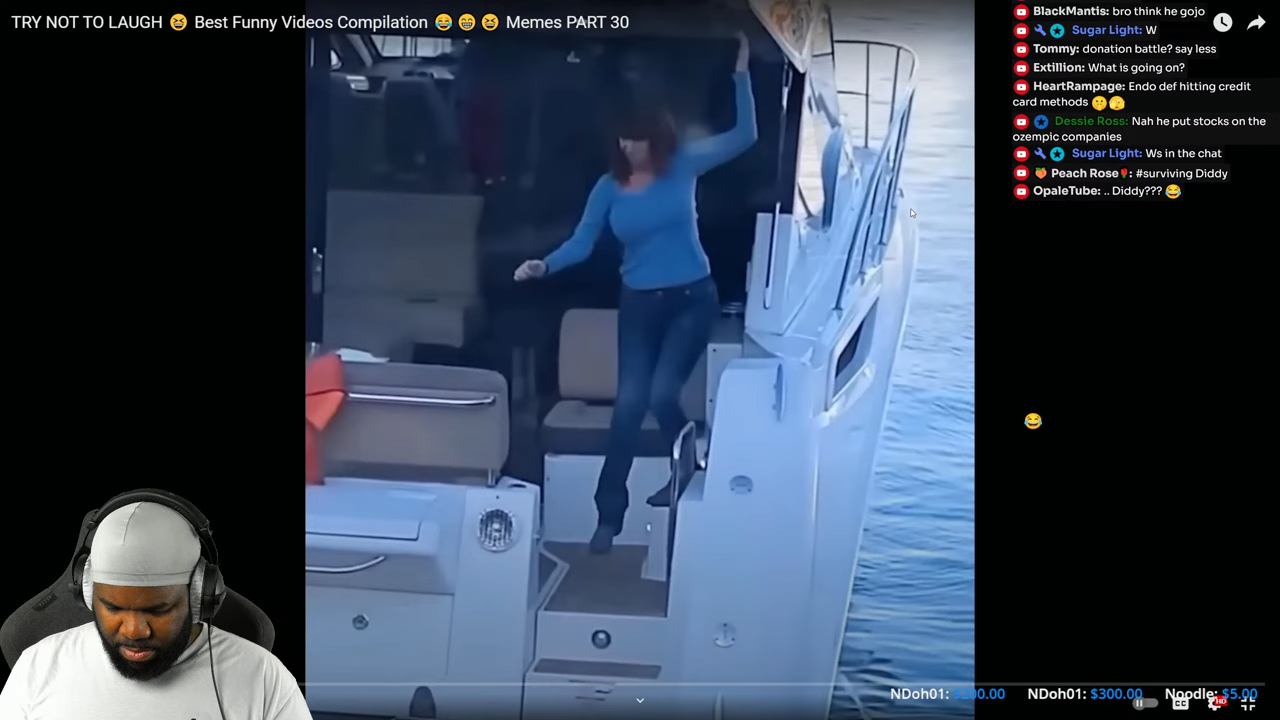 TRY NOT TO LAUGH 😆 Best Funny Videos Compilation 😂 😁 😆 Memes PART 30
BlackMantis: bro think he gojo
Sugar Light: W
Tommy: donation battle? say less
Extillion: What is going on?
HeartRampage: Endo def hitting credit
card methods 🤫🫣
Dessie Ross: Nah he put stocks on the
ozempic companies
Sugar Light: Ws in the chat
🍑 Peach Rose🌹: #surviving Diddy
OpaleTube: .. Diddy??? 😂
😂
NDoh01: NDoh01: $300.00 Noodle: $5.00
CC
HD